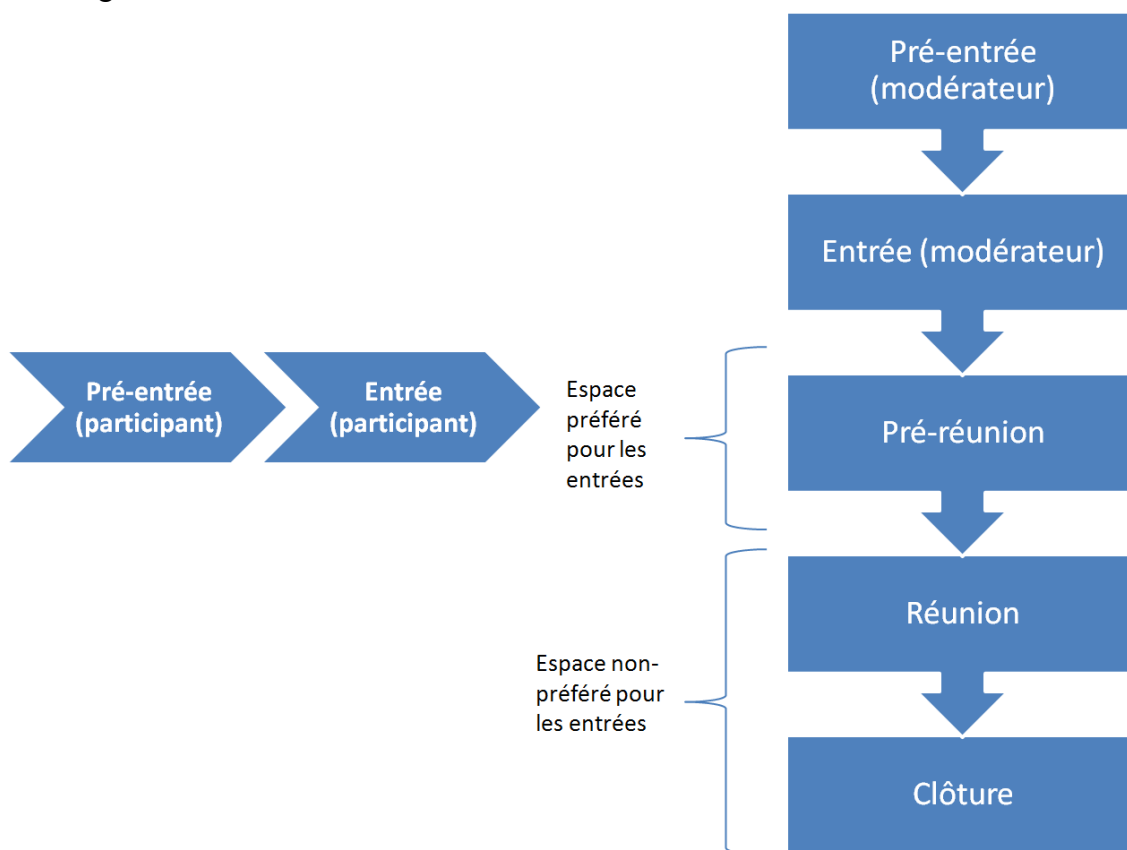 Pré-entrée
(modérateur)
Entrée (modérateur)
Pré-entrée
(participant)
Entrée
(participant)
Espace
préféré
pour les
entrées
Pré-réunion
Réunion
Espace non-
préféré pour
les entrées
Clôture